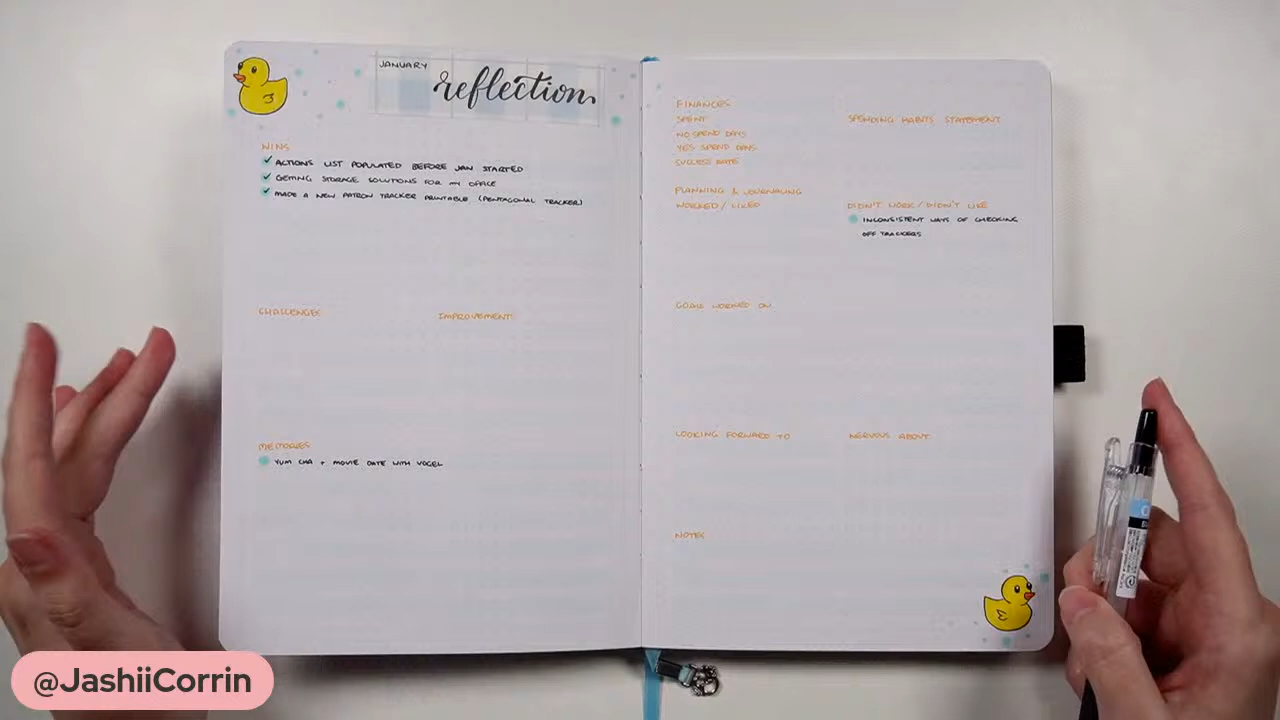 JANUARY
reflection
WINS
ACTIONS LIST POPULATED BEFORE JAN STARTED
GETTING STORAGE SOLUTIONS FOR MY OFFICE
MADE A NEW PATRON TRACKER PRINTABLE (PENTAGONAL TRACKER)
CHALLENGES
IMPROVEMENT
MEMORIES
YUM CHA + MOVIE DATE WITH VOGEL
FINANCES
SPENT
NO SPEND DAYS
YES SPEND DAYS
SUCCESS RATE
SPENDING HABITS STATEMENT
PLANNING & JOURNALING
WORKED / LIKED
DIDN'T WORK / DIDN'T LIKE
INCONSISTENT WAYS OF CHECKING
OFF TRACKERS
GOALS WORKED ON
LOOKING FORWARD TO
NERVOUS ABOUT
NOTES
@JashiiCorrin